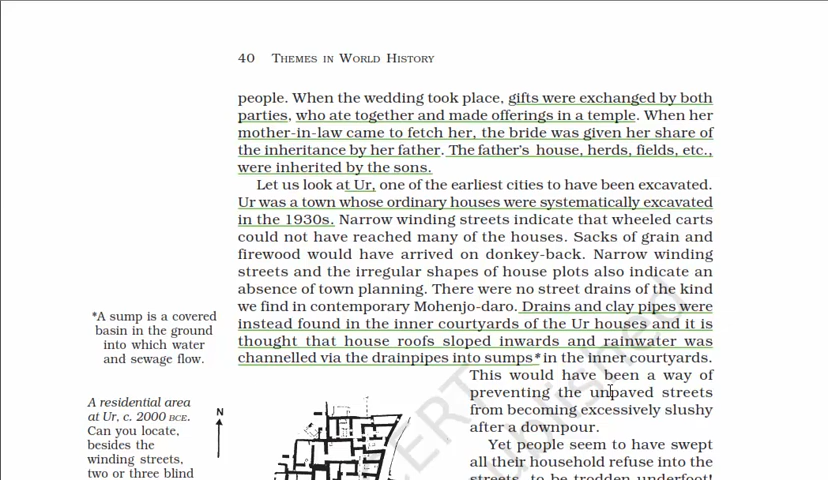 40 THEMES IN WORLD HISTORY
people. When the wedding took place, gifts were exchanged by both
parties, who ate together and made offerings in a temple. When her
mother-in-law came to fetch her, the bride was given her share of
the inheritance by her father. The father's house, herds, fields, etc.,
were inherited by the sons.
Let us look at Ur, one of the earliest cities to have been excavated.
Ur was a town whose ordinary houses were systematically excavated
in the 1930s. Narrow winding streets indicate that wheeled carts
could not have reached many of the houses. Sacks of grain and
firewood would have arrived on donkey-back. Narrow winding
streets and the irregular shapes of house plots also indicate an
absence of town planning. There were no street drains of the kind
we find in contemporary Mohenjo-daro. Drains and clay pipes were
instead found in the inner courtyards of the Ur houses and it is
thought that house roofs sloped inwards and rainwater was
channelled via the drainpipes into sumps* in the inner courtyards.
This would have been a way of
preventing the unpaved streets
from becoming excessively slushy
after a downpour.
Yet people seem to have swept
all their household refuse into the
streets, to be trodden underfoot!
*A sump is a covered
basin in the ground
into which water
and sewage flow.
A residential area
at Ur, c. 2000 BCE.
Can you locate,
besides the
winding streets,
two or three blind
N
CERT
published